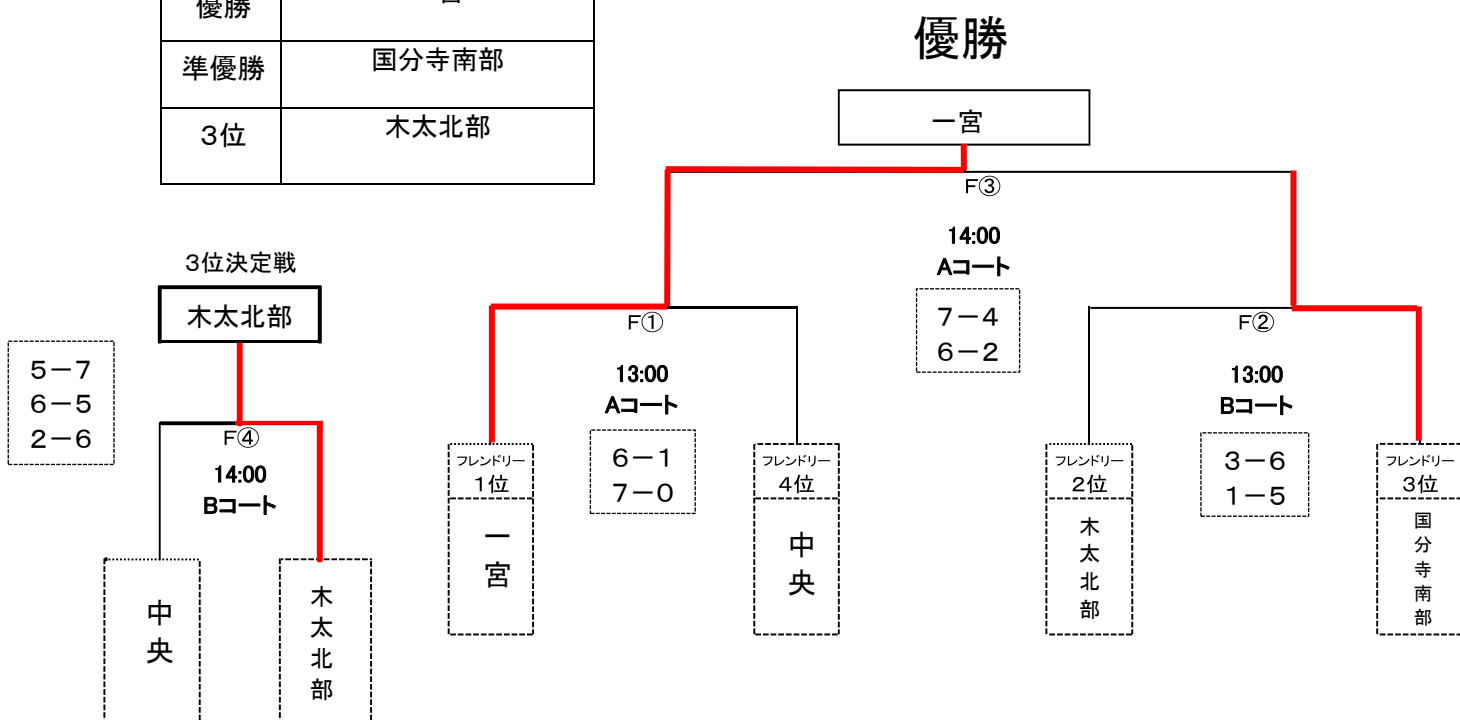 優勝
準優勝 国分寺南部
3位 木太北部
優勝
一宮
F③
14:00
Aコート
7-4
6-2
3位決定戦
木太北部
5-7
6-5
2-6
F④
14:00
Bコート
中央
木太北部
F①
13:00
Aコート
6-1
7-0
フレンドリー
1位
一宮
フレンドリー
4位
中央
F②
13:00
Bコート
3-6
1-5
フレンドリー
2位
木太北部
フレンドリー
3位
国分寺南部